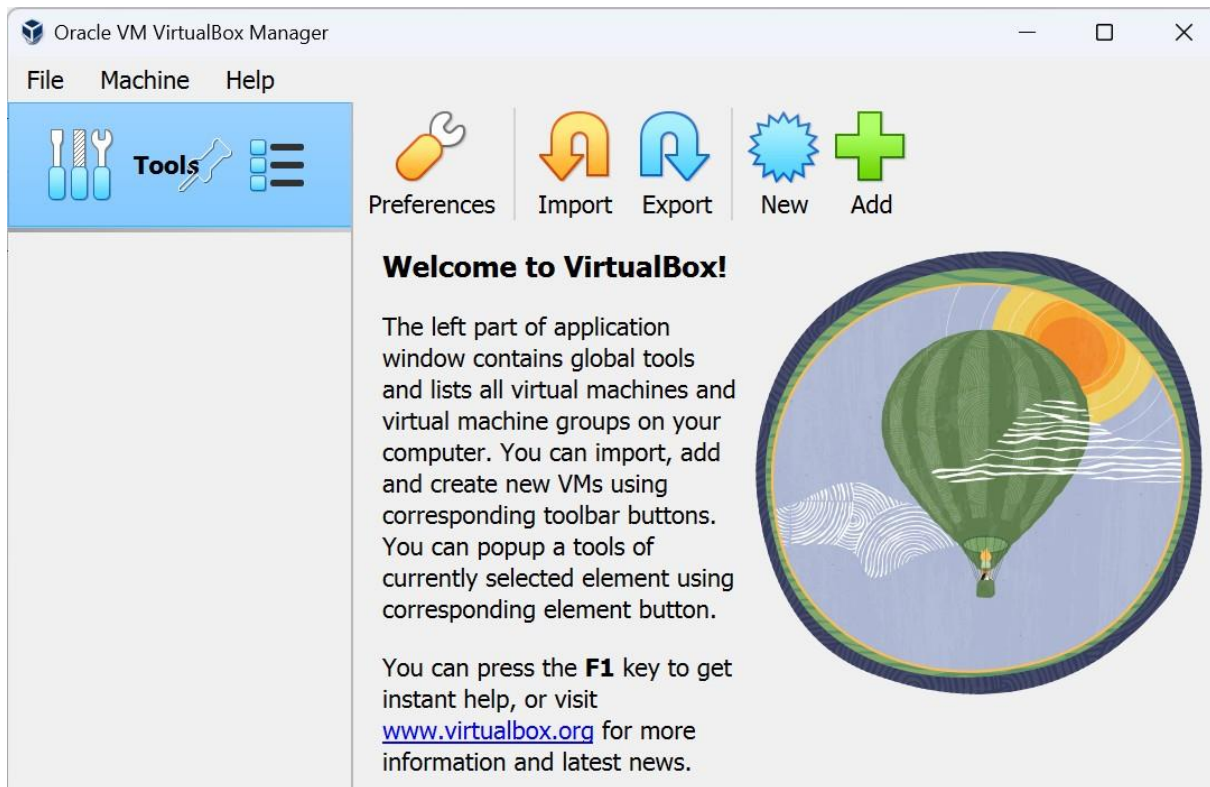 Oracle VM VirtualBox Manager
File Machine Help
Tools
Preferences Import Export New Add
Welcome to VirtualBox!
The left part of application
window contains global tools
and lists all virtual machines and
virtual machine groups on your
computer. You can import, add
and create new VMs using
corresponding toolbar buttons.
You can popup a tools of
currently selected element using
corresponding element button.
You can press the F1 key to get
instant help, or visit
www.virtualbox.org for more
information and latest news.